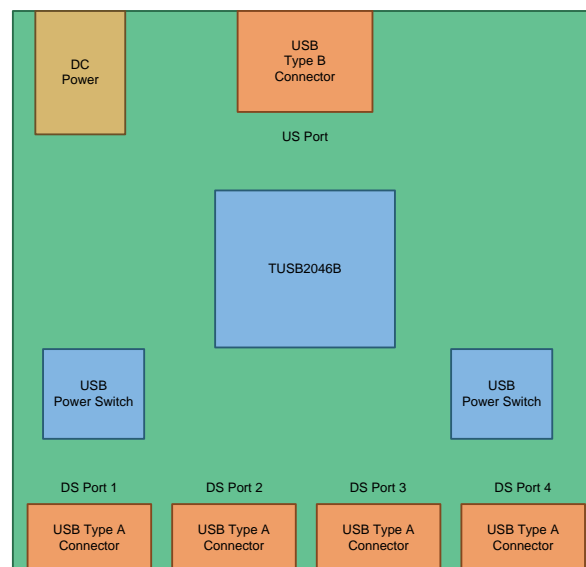 DC
Power
USB
Type B
Connector
US Port
TUSB2046B
USB
Power Switch
USB
Power Switch
DS Port 1
DS Port 2
DS Port 3
DS Port 4
USB Type A
Connector
USB Type A
Connector
USB Type A
Connector
USB Type A
Connector